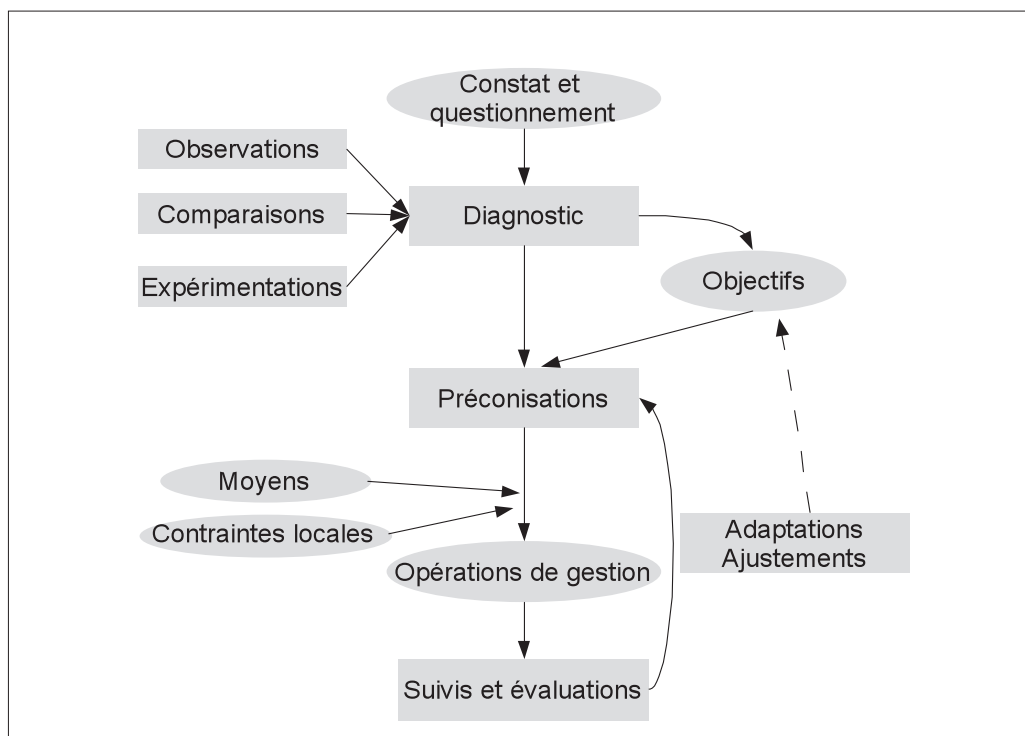 Constat et
questionnement
Observations
Comparaisons
Diagnostic
Expérimentations
Objectifs
Préconisations
Moyens
Contraintes locales
Adaptations
Ajustements
Opérations de gestion
Suivis et évaluations